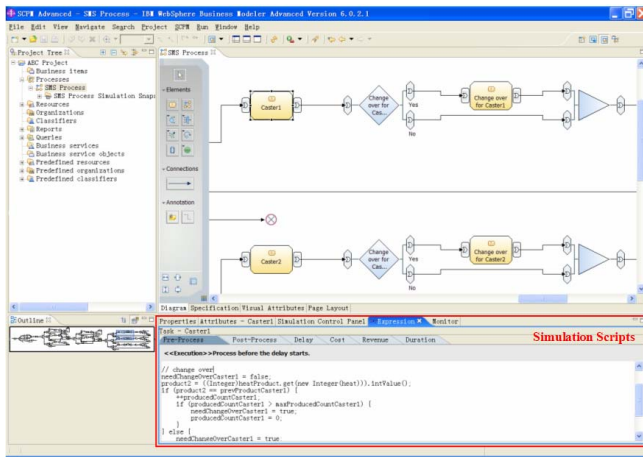 SCPM Advanced - SMS Process - IBM WebSphere Business Modeler Advanced Version 6.0.2.1
File Edit View Navigate Search Project SCPM Run Window Help
Project Tree
ABC Project
Business items
Processes
SMS Process
SMS Process Simulation Snaps
Resources
Organizations
Classifiers
Reports
Queries
Business services
Business service objects
Predefined resources
Predefined organizations
Predefined classifiers
SMS Process
Elements
Connections
Annotation
Caster1
Change over for Cas...
Yes
No
Change over for Caster1
Caster2
Change over for Cas...
Yes
No
Change over for Caster2
Diagram Specification Visual Attributes Page Layout
Outline
Properties Attributes - Caster1 Simulation Control Panel Expression Monitor
Task - Caster1
Simulation Scripts
Pre-Process Post-Process Delay Cost Revenue Duration
<<Execution>>Process before the delay starts.
// change over
needChangeOverCaster1 = false;
product2 = ((Integer)heatProduct.get(new Integer(heat))).intValue();
if (product2 == prevProductCaster1) {
++producedCountCaster1;
if (producedCountCaster1 > maxProducedCountCaster1) {
needChangeOverCaster1 = true;
producedCountCaster1 = 0;
}
} else {
needChangeOverCaster1 = true;